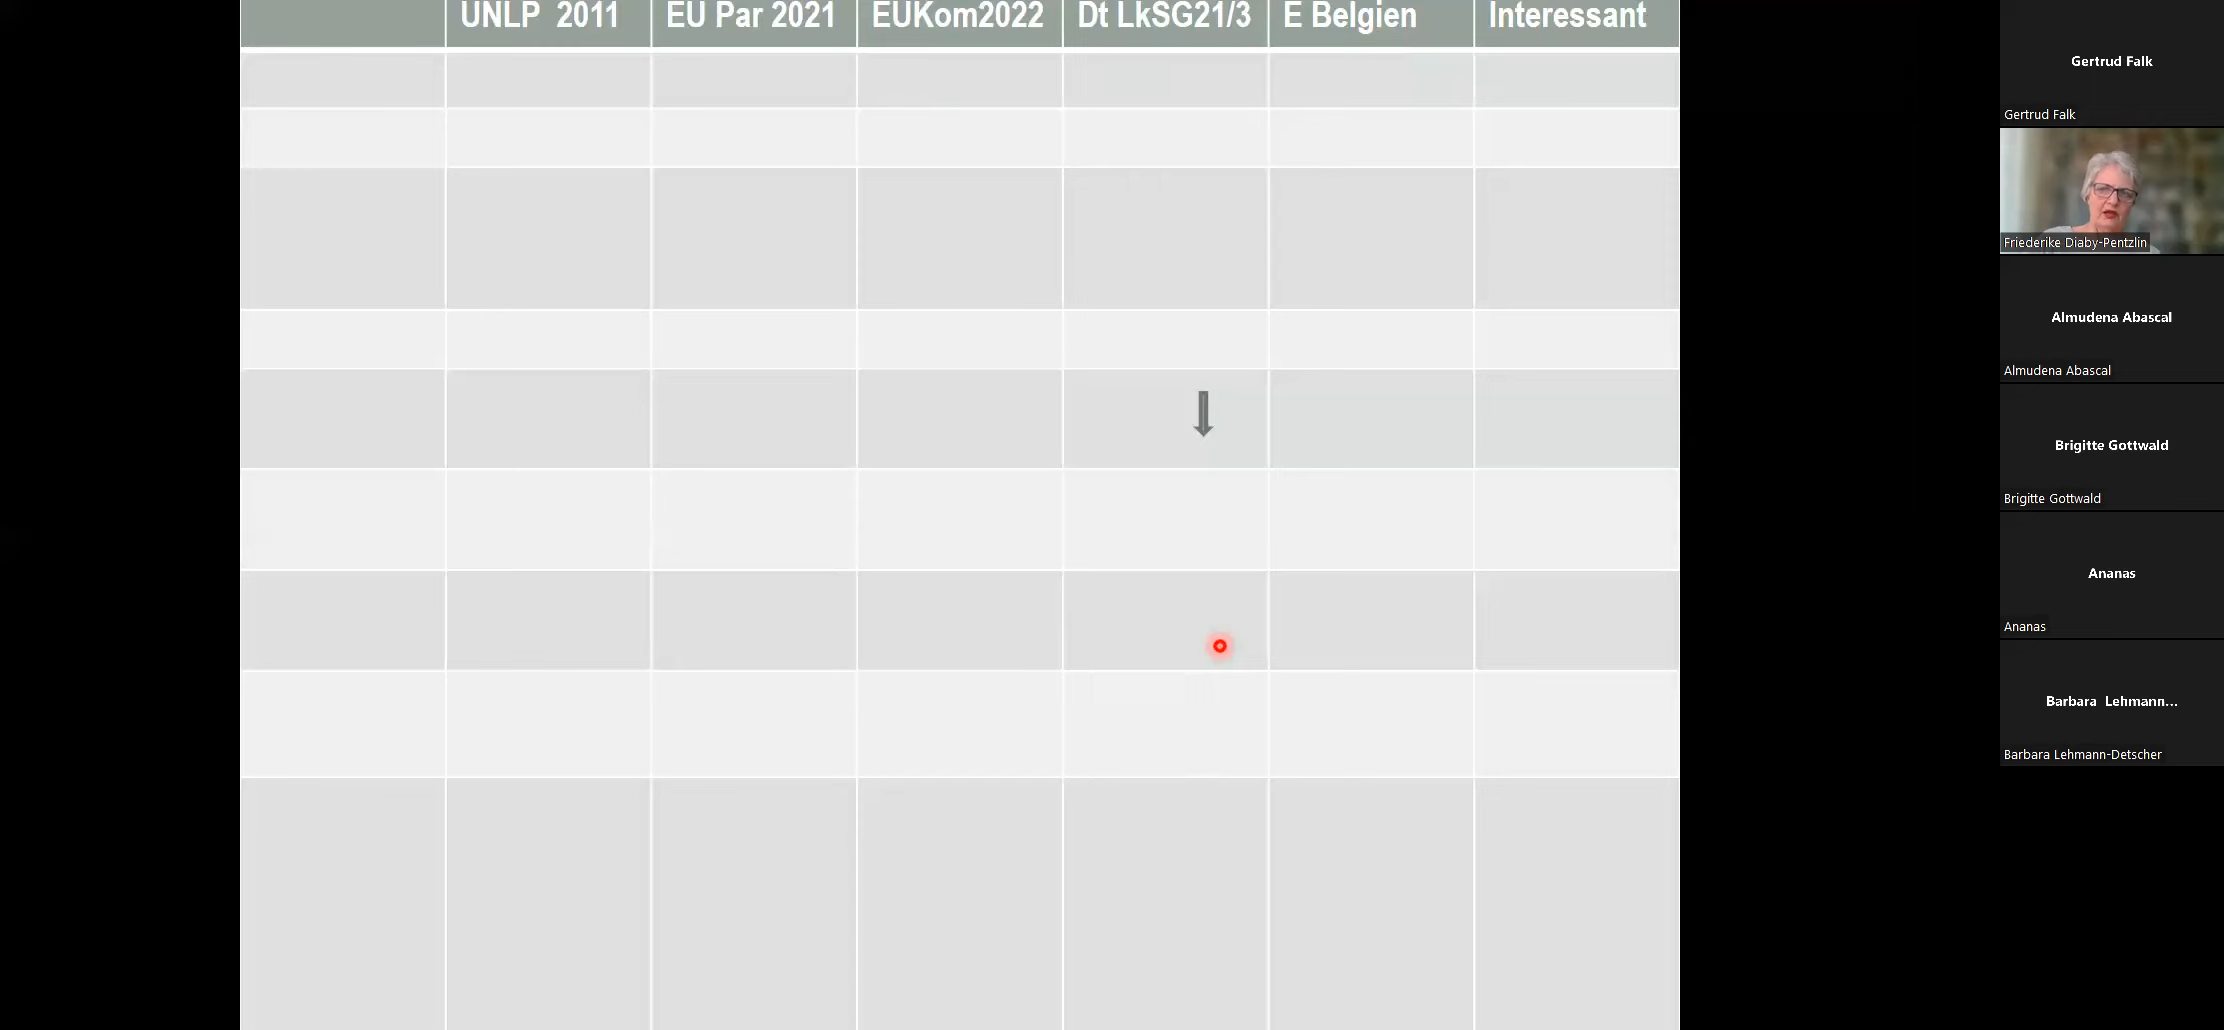 UNLP 2011 EU Par 2021 EUKom2022 Dt LkSG21/3 E Belgien Interessant
Gertrud Falk
Gertrud Falk
Friederike Diaby-Pentzlin
Almudena Abascal
Almudena Abascal
Brigitte Gottwald
Brigitte Gottwald
Ananas
Ananas
Barbara Lehmann...
Barbara Lehmann-Detscher